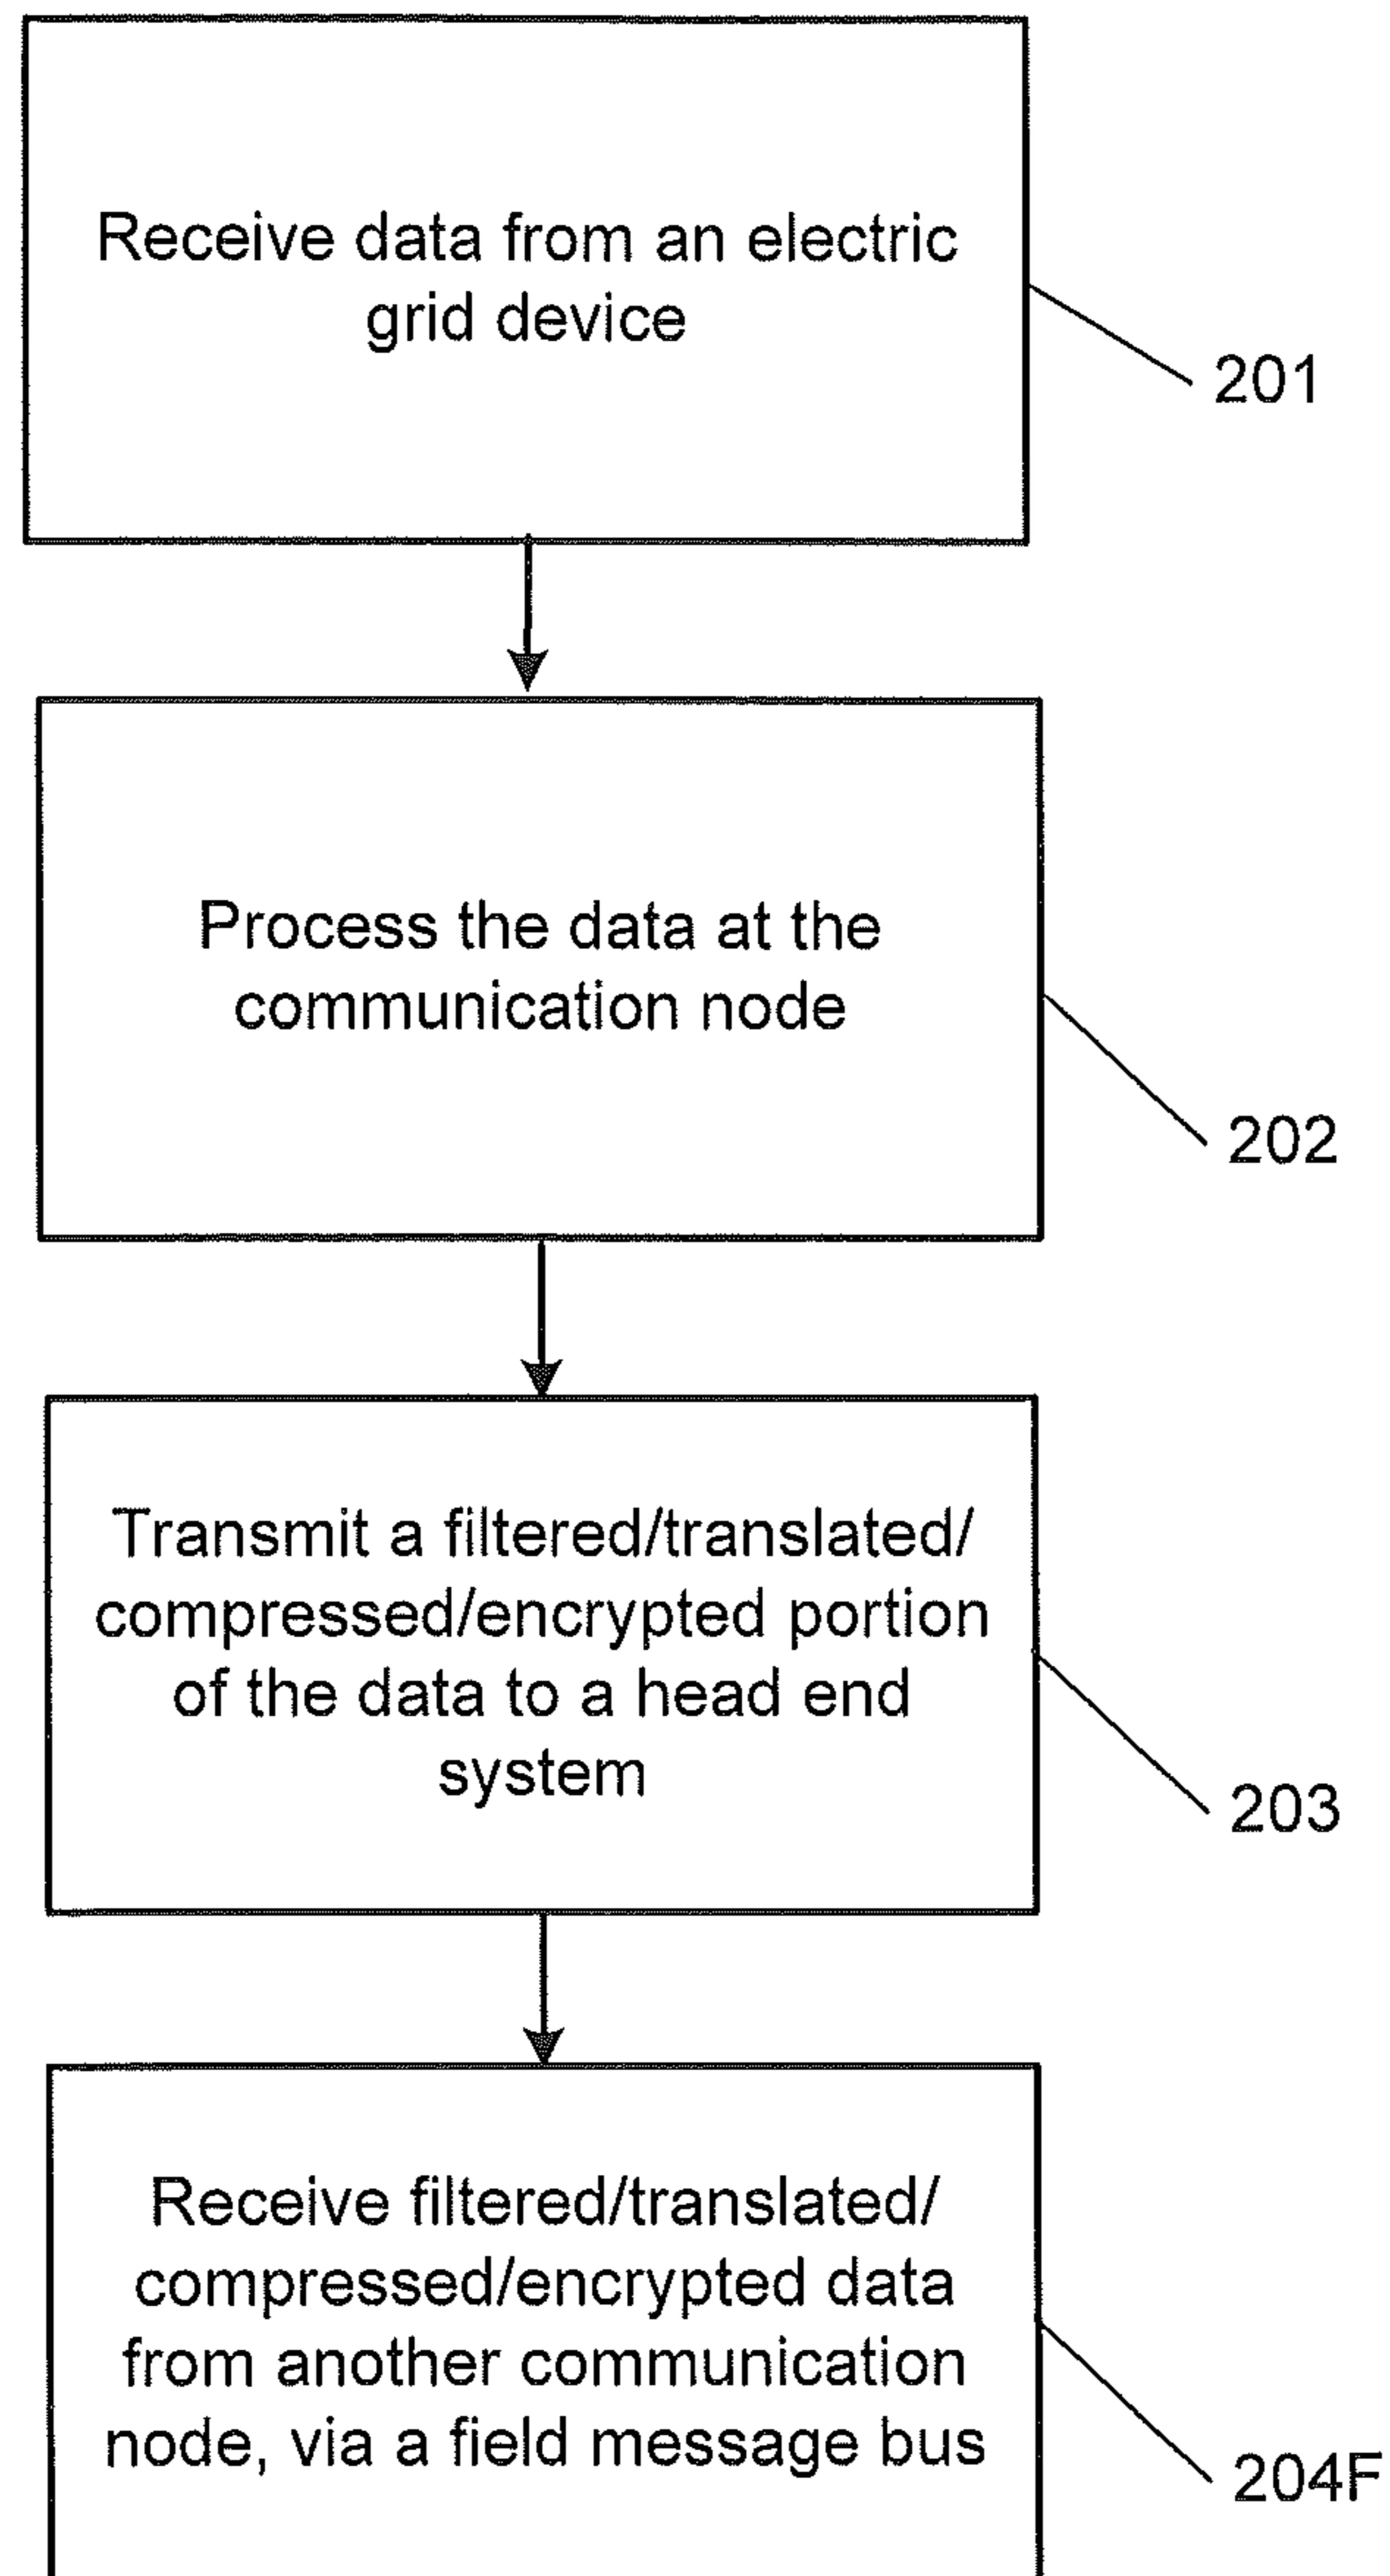 Receive data from an electric
grid device
201
Process the data at the
communication node
202
Transmit a filtered/translated/
compressed/encrypted portion
of the data to a head end
system
203
Receive filtered/translated/
compressed/encrypted data
from another communication
node, via a field message bus
204F